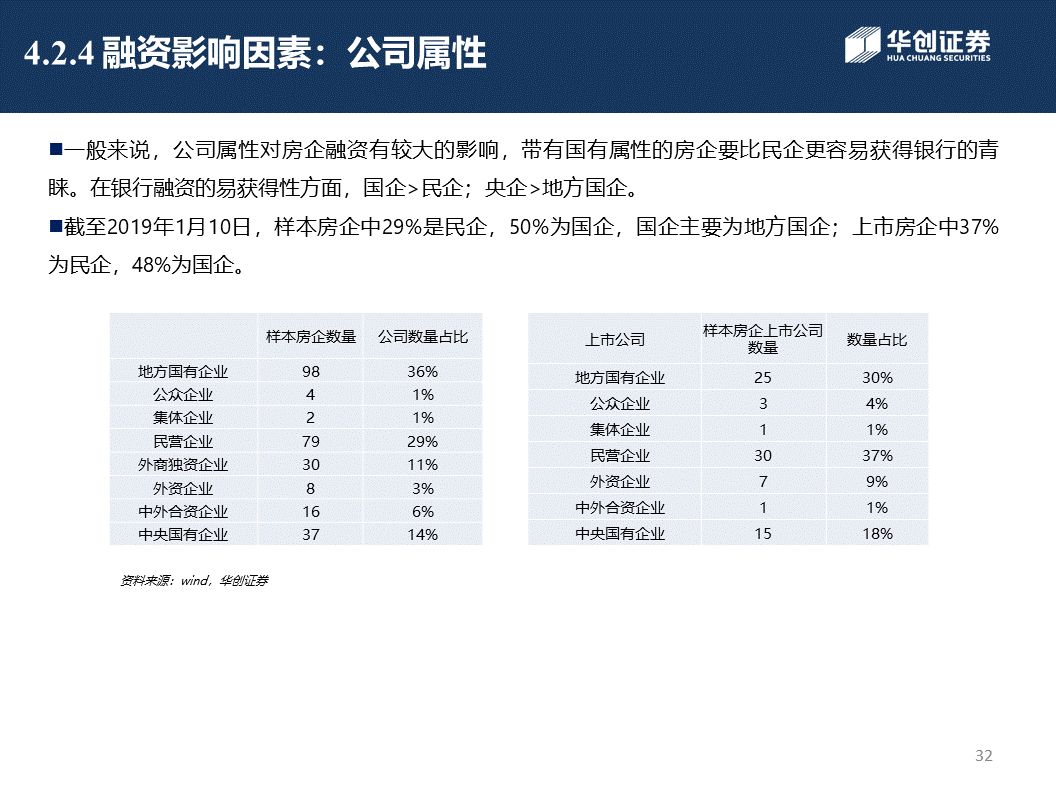 4.2.4 融资影响因素：公司属性
华创证券
HUA CHUANG SECURITIES
■一般来说，公司属性对房企融资有较大的影响，带有国有属性的房企要比民企更容易获得银行的青
睐。在银行融资的易获得性方面，国企>民企；央企>地方国企。
■截至2019年1月10日，样本房企中29%是民企，50%为国企，国企主要为地方国企；上市房企中37%
为民企，48%为国企。
样本房企数量 公司数量占比
地方国有企业 98 36%
公众企业 4 1%
集体企业 2 1%
民营企业 79 29%
外商独资企业 30 11%
外资企业 8 3%
中外合资企业 16 6%
中央国有企业 37 14%
上市公司 样本房企上市公司数量 数量占比
地方国有企业 25 30%
公众企业 3 4%
集体企业 1 1%
民营企业 30 37%
外资企业 7 9%
中外合资企业 1 1%
中央国有企业 15 18%
资料来源：wind，华创证券
32